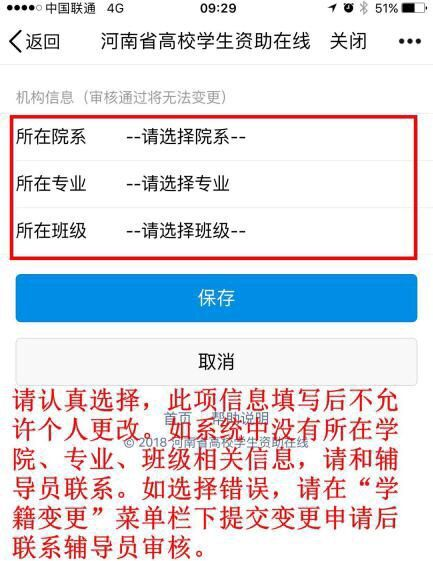 中国联通 4G 09:29 51%
返回 河南省高校学生资助在线 关闭
机构信息（审核通过将无法变更）
所在院系 --请选择院系--
所在专业 --请选择专业
所在班级 --请选择班级--
保存
取消
请认真选择，此项信息填写后不允
首页 帮助说明
许个人更改。如系统中没有所在学
© 2018 河南省高校学生资助在线
院、专业、班级相关信息，请和辅
导员联系。如选择错误，请在“学
籍变更”菜单栏下提交变更申请后
联系辅导员审核。